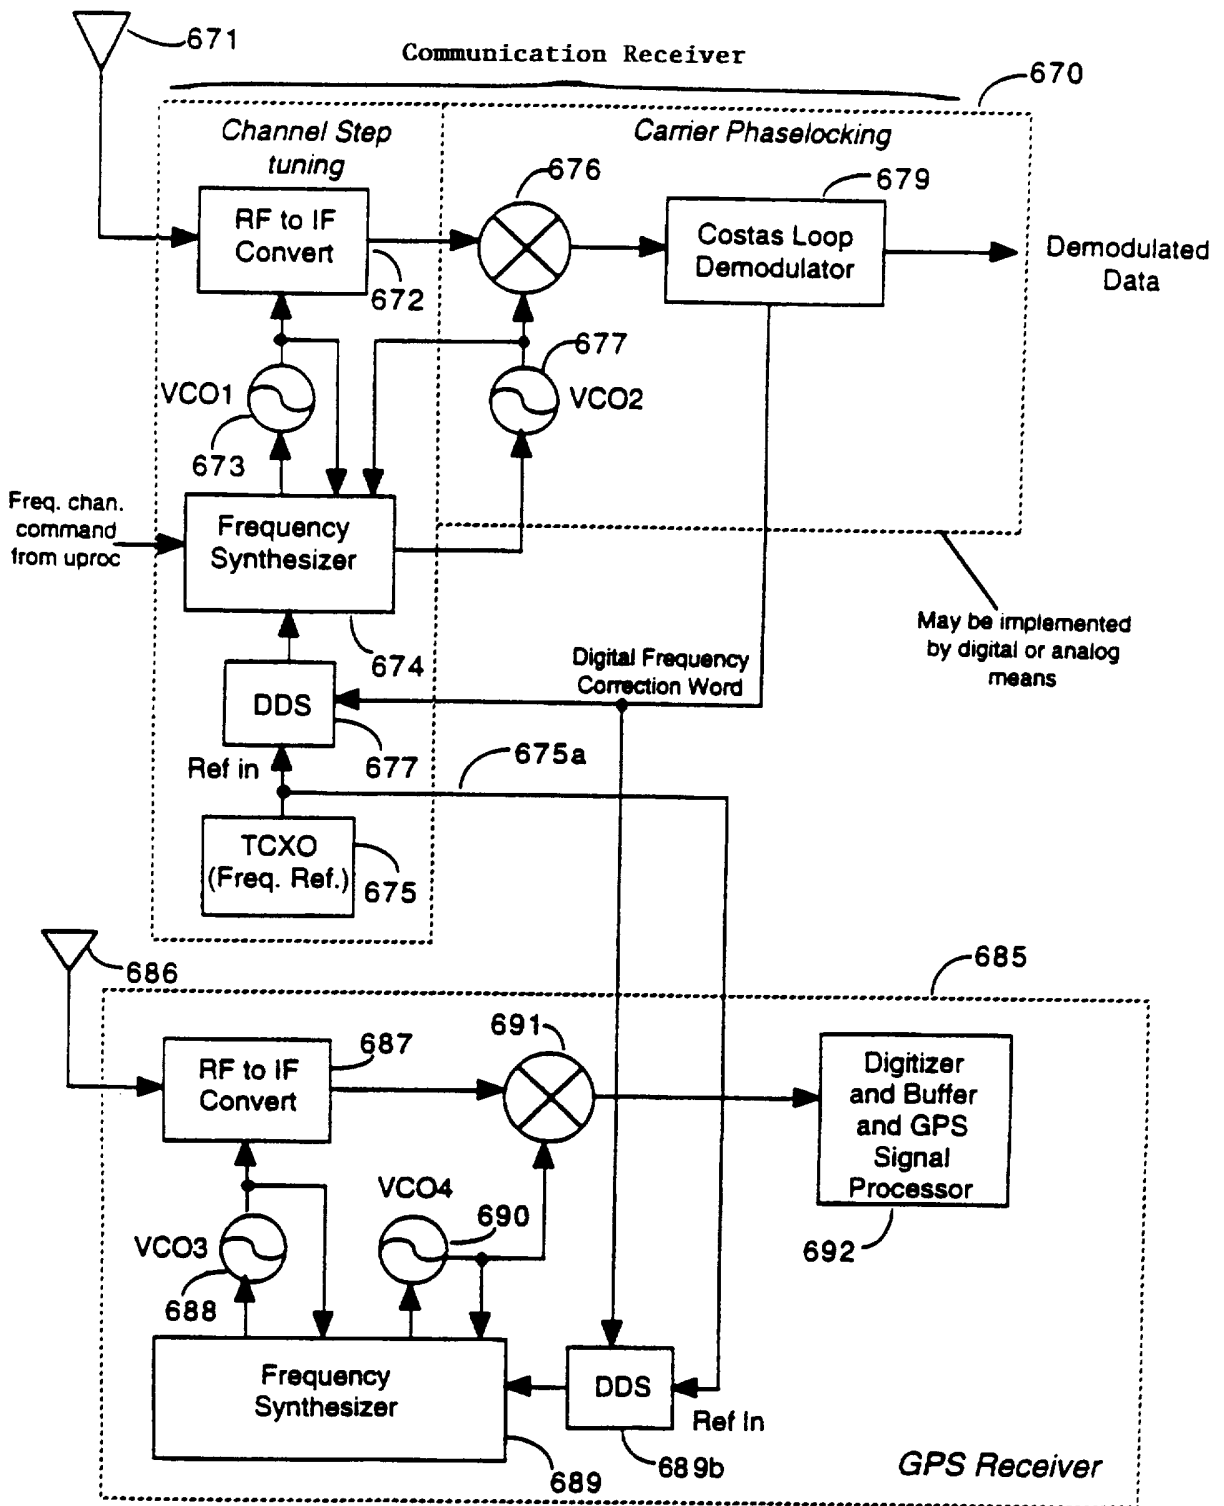 671
Communication Receiver
670
Channel Step
tuning
Carrier Phaselocking
676
679
RF to IF
Convert
672
Costas Loop
Demodulator
Demodulated
Data
VCO1
673
677
VCO2
Freq. chan.
command
from uproc
Frequency
Synthesizer
674
May be implemented
by digital or analog
means
Digital Frequency
Correction Word
DDS
677
Ref in
675a
TCXO
(Freq. Ref.)
675
686
685
RF to IF
Convert
687
691
Digitizer
and Buffer
and GPS
Signal
Processor
692
VCO3
688
VCO4
690
Frequency
Synthesizer
689
DDS
Ref In
689b
GPS Receiver